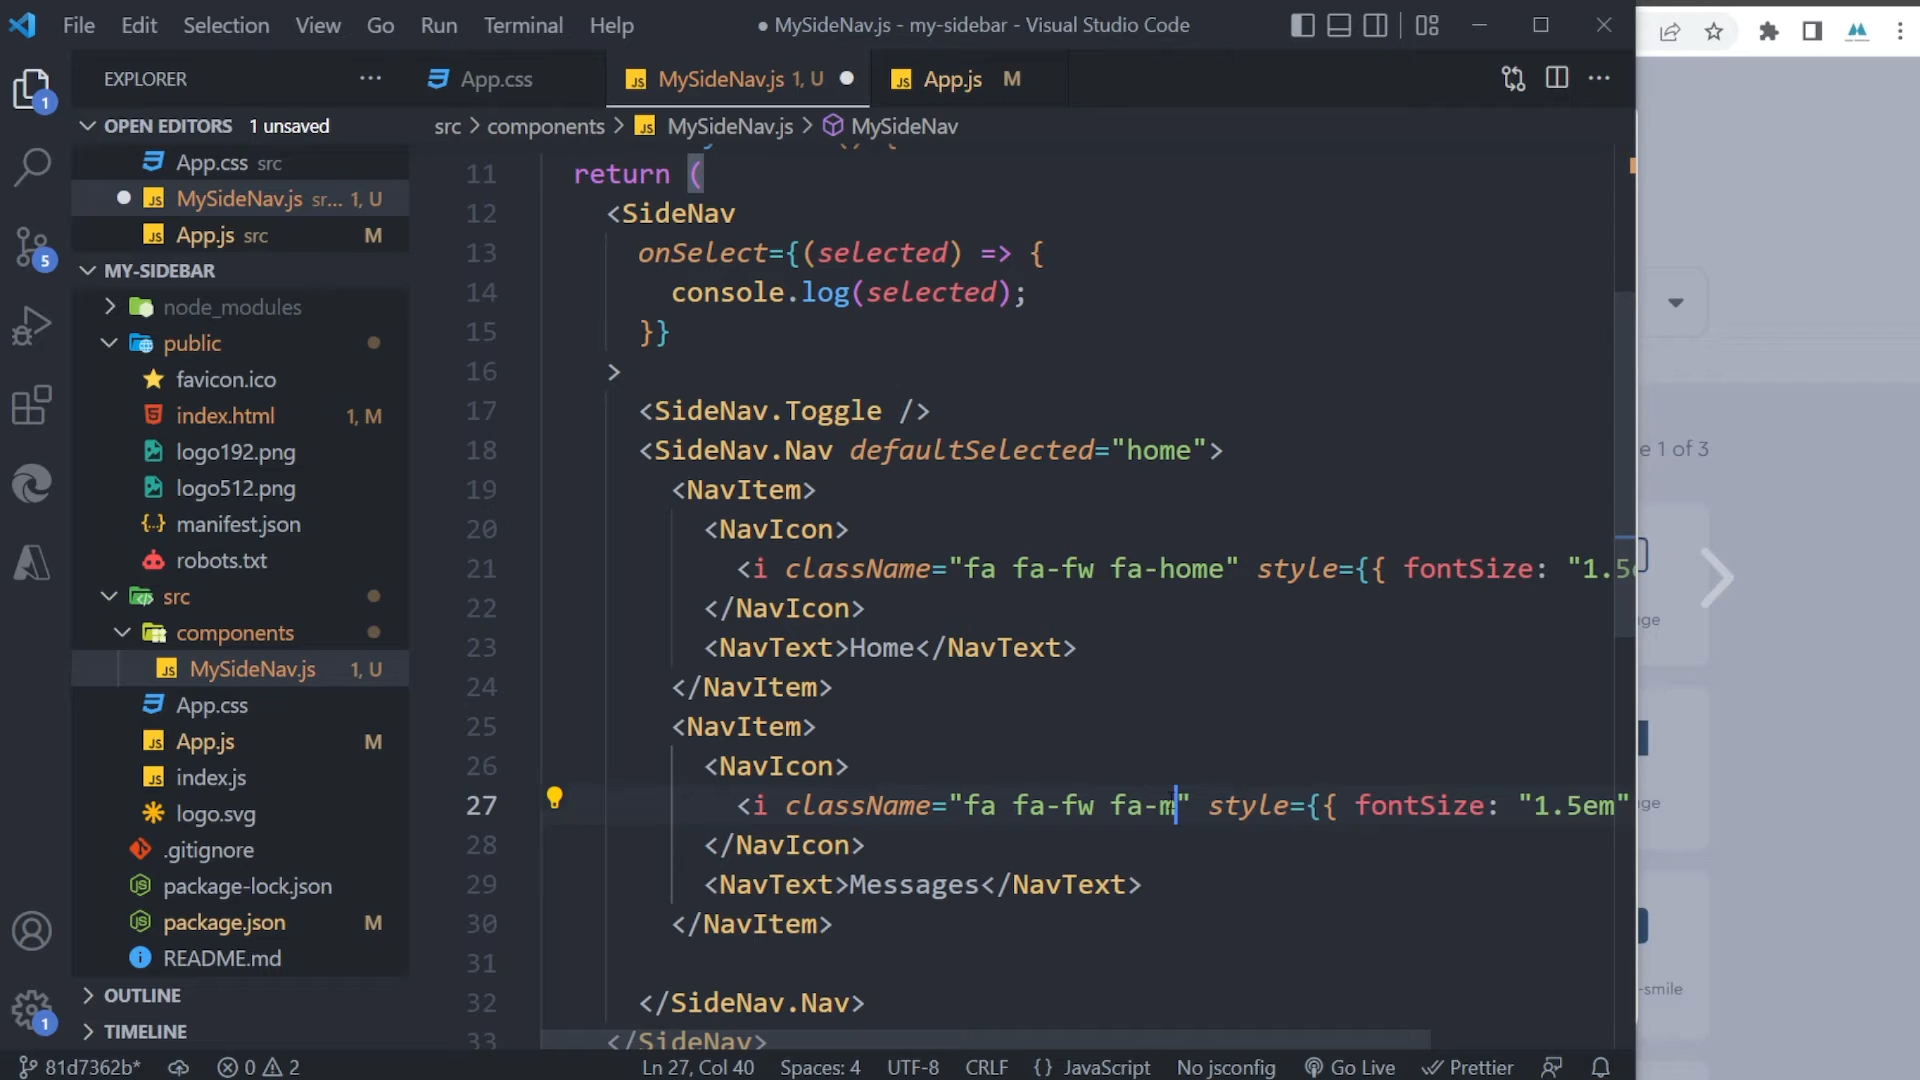 File Edit Selection View Go Run Terminal Help
● MySideNav.js - my-sidebar - Visual Studio Code
EXPLORER
App.css
MySideNav.js 1, U
App.js M
OPEN EDITORS 1 unsaved
src > components > MySideNav.js > MySideNav
App.css src
MySideNav.js sr... 1, U
App.js src M
MY-SIDEBAR
node_modules
public
favicon.ico
index.html 1, M
logo192.png
logo512.png
manifest.json
robots.txt
src
components
MySideNav.js 1, U
App.css
App.js M
index.js
logo.svg
.gitignore
package-lock.json
package.json M
README.md
OUTLINE
TIMELINE
1
5
1
11 return (
12 <SideNav
13 onSelect={(selected) => {
14 console.log(selected);
15 }}
16 >
17 <SideNav.Toggle />
18 <SideNav.Nav defaultSelected="home">
19 <NavItem>
20 <NavIcon>
21 <i className="fa fa-fw fa-home" style={{ fontSize: "1.5
22 </NavIcon>
23 <NavText>Home</NavText>
24 </NavItem>
25 <NavItem>
26 <NavIcon>
27 <i className="fa fa-fw fa-m" style={{ fontSize: "1.5em"
28 </NavIcon>
29 <NavText>Messages</NavText>
30 </NavItem>
31
32 </SideNav.Nav>
33 </SideNav>
e 1 of 3
ge
ge
-smile
81d7362b* 0 2 Ln 27, Col 40 Spaces: 4 UTF-8 CRLF {} JavaScript No jsconfig Go Live Prettier